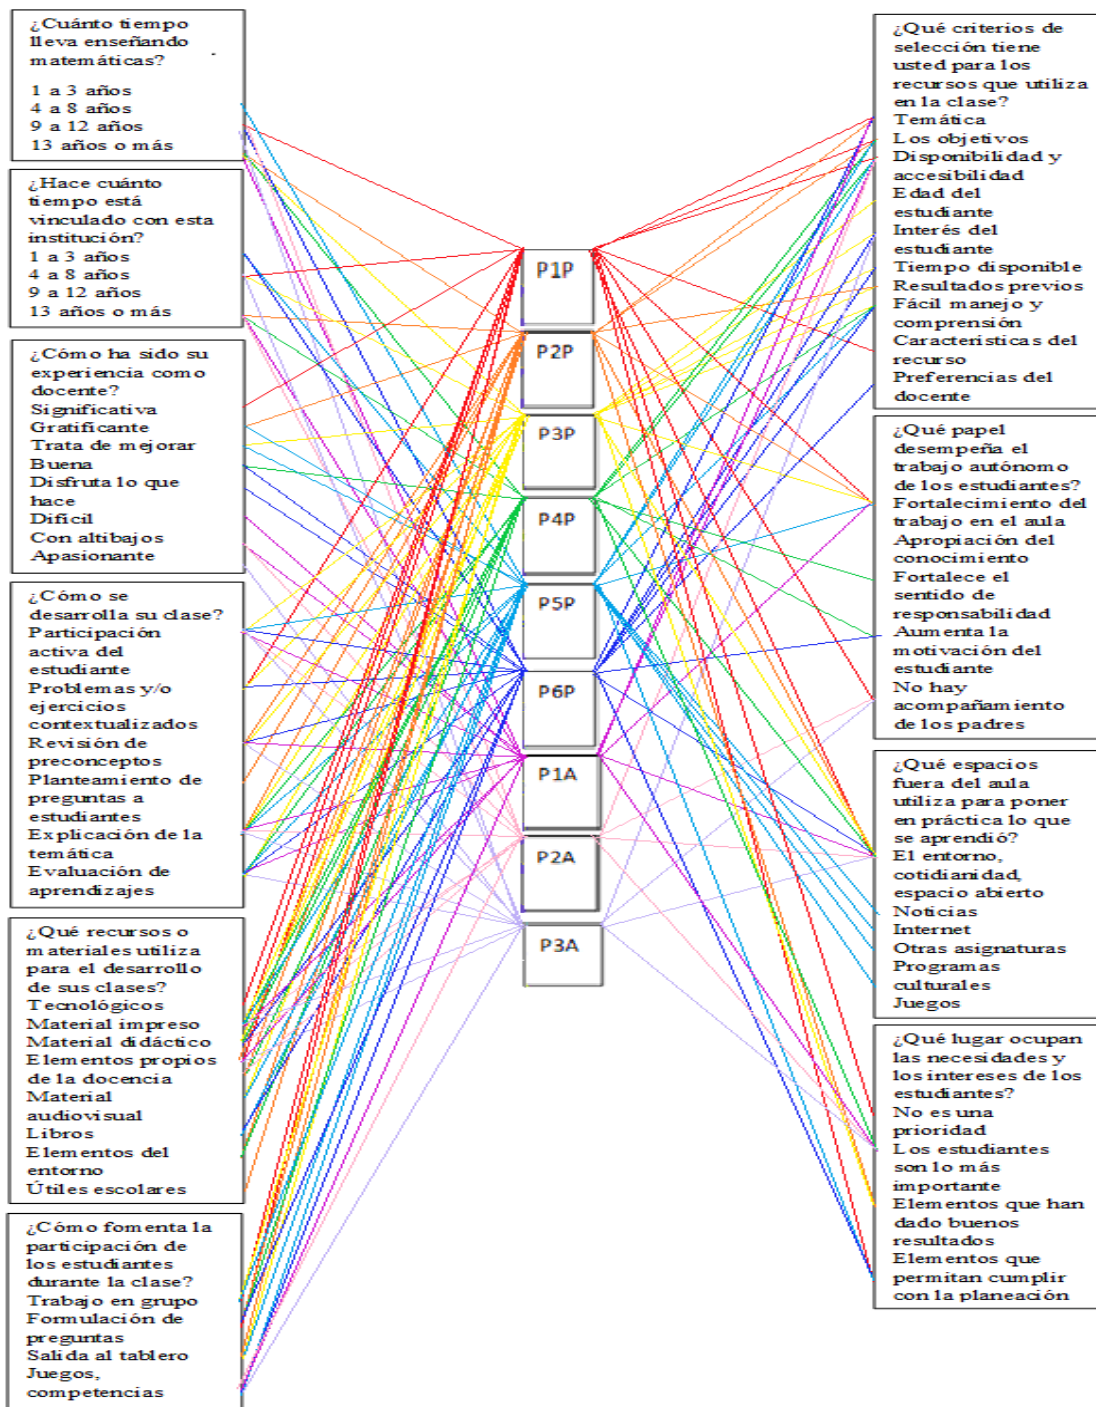 ¿Cuánto tiempo
lleva enseñando
matemáticas?
1 a 3 años
4 a 8 años
9 a 12 años
13 años o más
¿Hace cuánto
tiempo está
vinculado con esta
institución?
1 a 3 años
4 a 8 años
9 a 12 años
13 años o más
¿Cómo ha sido su
experiencia como
docente?
Significativa
Gratificante
Trata de mejorar
Buena
Disfruta lo que
hace
Difícil
Con altibajos
Apasionante
¿Cómo se
desarrolla su clase?
Participación
activa del
estudiante
Problemas y/o
ejercicios
contextualizados
Revisión de
preconceptos
Planteamiento de
preguntas a
estudiantes
Explicación de la
temática
Evaluación de
aprendizajes
¿Qué recursos o
materiales utiliza
para el desarrollo
de sus clases?
Tecnológicos
Material impreso
Material didáctico
Elementos propios
de la docencia
Material
audiovisual
Libros
Elementos del
entorno
Útiles escolares
¿Cómo fomenta la
participación de
los estudiantes
durante la clase?
Trabajo en grupo
Formulación de
preguntas
Salida al tablero
Juegos,
competencias
P1P
P2P
P3P
P4P
P5P
P6P
P1A
P2A
P3A
¿Qué criterios de
selección tiene
usted para los
recursos que utiliza
en la clase?
Temática
Los objetivos
Disponibilidad y
accesibilidad
Edad del
estudiante
Interés del
estudiante
Tiempo disponible
Resultados previos
Fácil manejo y
comprensión
Características del
recurso
Preferencias del
docente
¿Qué papel
desempeña el
trabajo autónomo
de los estudiantes?
Fortalecimiento del
trabajo en el aula
Apropiación del
conocimiento
Fortalece el
sentido de
responsabilidad
Aumenta la
motivación del
estudiante
No hay
acompañamiento
de los padres
¿Qué espacios
fuera del aula
utiliza para poner
en práctica lo que
se aprendió?
El entorno,
cotidianidad,
espacio abierto
Noticias
Internet
Otras asignaturas
Programas
culturales
Juegos
¿Qué lugar ocupan
las necesidades y
los intereses de los
estudiantes?
No es una
prioridad
Los estudiantes
son lo más
importante
Elementos que han
dado buenos
resultados
Elementos que
permitan cumplir
con la planeación